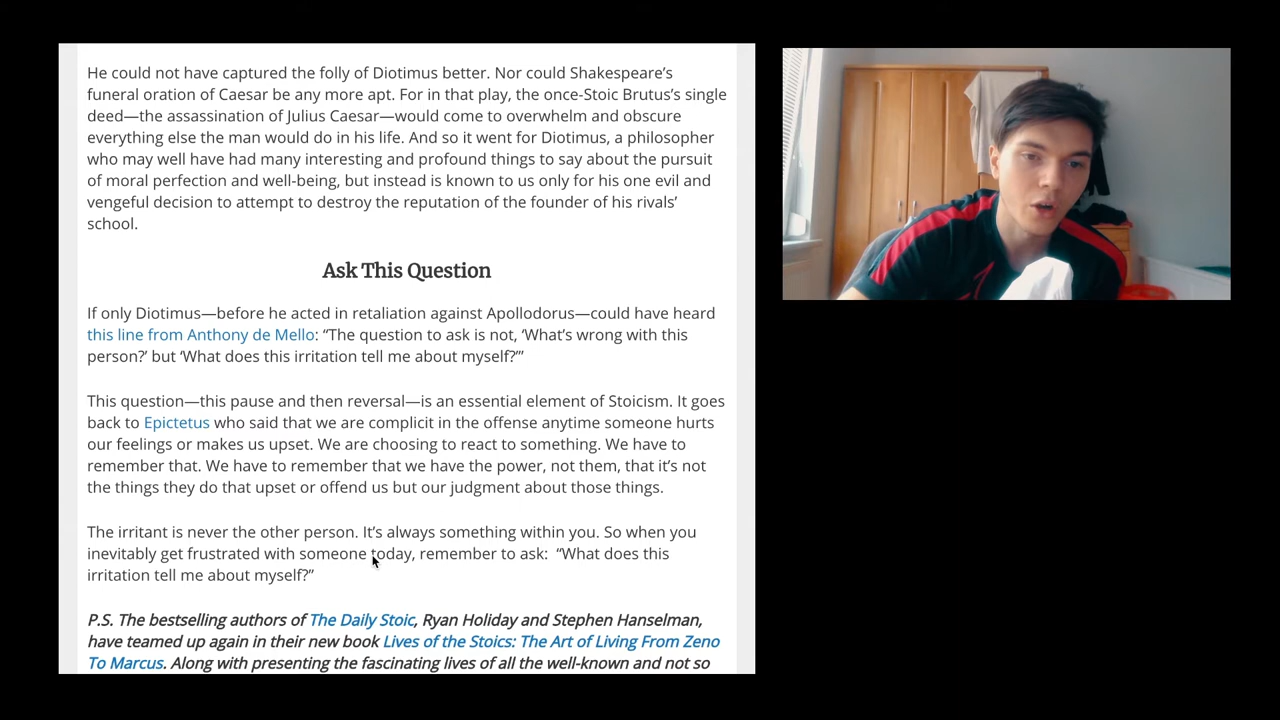 He could not have captured the folly of Diotimus better. Nor could Shakespeare’s
funeral oration of Caesar be any more apt. For in that play, the once-Stoic Brutus’s single
deed—the assassination of Julius Caesar—would come to overwhelm and obscure
everything else the man would do in his life. And so it went for Diotimus, a philosopher
who may well have had many interesting and profound things to say about the pursuit
of moral perfection and well-being, but instead is known to us only for his one evil and
vengeful decision to attempt to destroy the reputation of the founder of his rivals’
school.
Ask This Question
If only Diotimus—before he acted in retaliation against Apollodorus—could have heard
this line from Anthony de Mello: “The question to ask is not, ‘What’s wrong with this
person?’ but ‘What does this irritation tell me about myself?’”
This question—this pause and then reversal—is an essential element of Stoicism. It goes
back to Epictetus who said that we are complicit in the offense anytime someone hurts
our feelings or makes us upset. We are choosing to react to something. We have to
remember that. We have to remember that we have the power, not them, that it’s not
the things they do that upset or offend us but our judgment about those things.
The irritant is never the other person. It’s always something within you. So when you
inevitably get frustrated with someone today, remember to ask:  “What does this
irritation tell me about myself?”
P.S. The bestselling authors of The Daily Stoic, Ryan Holiday and Stephen Hanselman,
have teamed up again in their new book Lives of the Stoics: The Art of Living From Zeno
To Marcus. Along with presenting the fascinating lives of all the well-known and not so